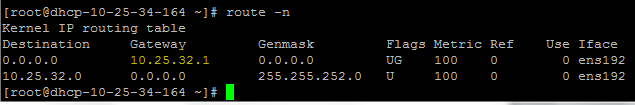 [root@dhcp-10-25-34-164 ~]# route -n
Kernel IP routing table
Destination     Gateway         Genmask         Flags Metric Ref    Use Iface
0.0.0.0         10.25.32.1      0.0.0.0         UG    100    0        0 ens192
10.25.32.0      0.0.0.0         255.255.252.0   U     100    0        0 ens192
[root@dhcp-10-25-34-164 ~]#